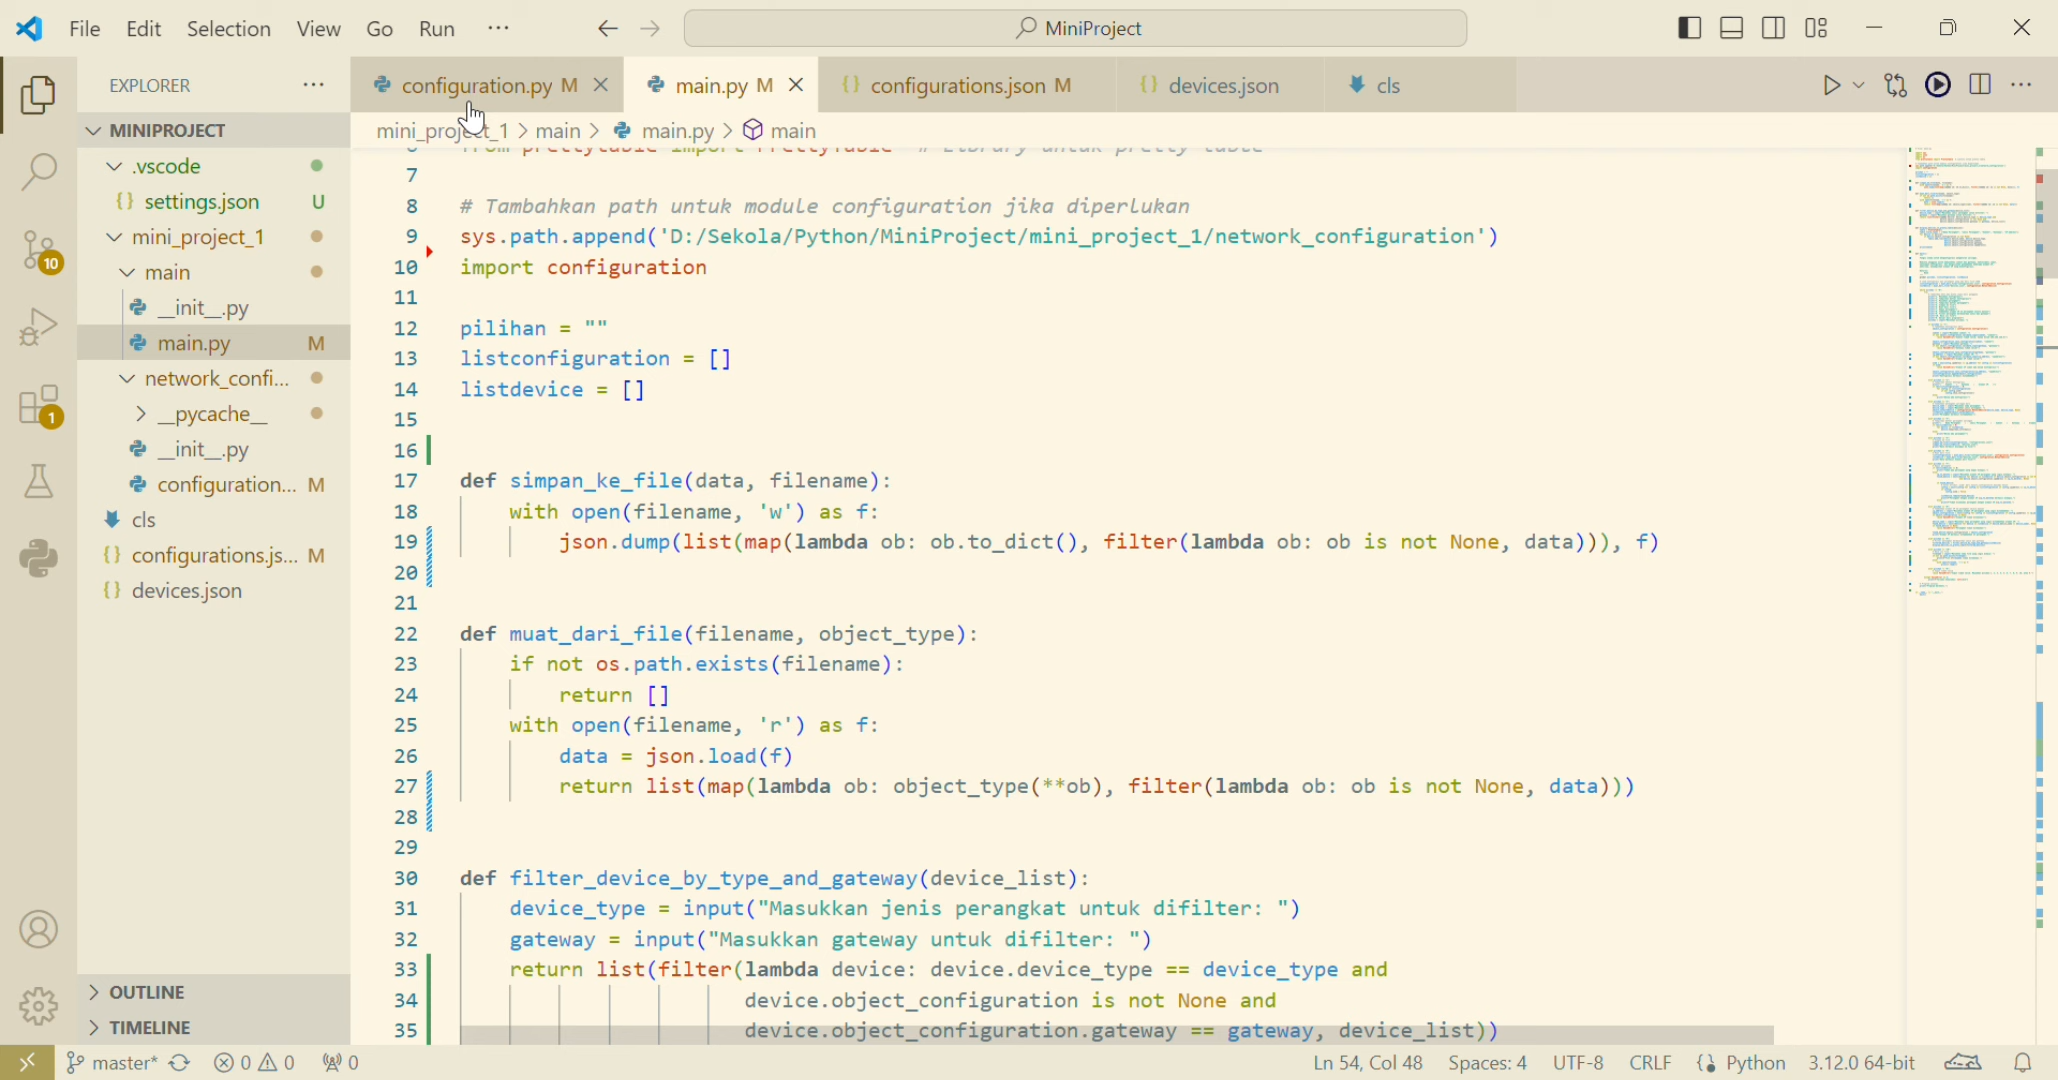 File Edit Selection View Go Run ··· MiniProject
EXPLORER ···
configuration.py M main.py M {} configurations.json M {} devices.json cls
MINIPROJECT
mini_project_1 > main > main.py > main
.vscode
{} settings.json U
mini_project_1
main
__init__.py
main.py M
network_confi...
__pycache__
__init__.py
configuration... M
cls
{} configurations.js... M
{} devices.json
OUTLINE
TIMELINE
10
1
7
8 # Tambahkan path untuk module configuration jika diperlukan
9 sys.path.append('D:/Sekola/Python/MiniProject/mini_project_1/network_configuration')
10 import configuration
11
12 pilihan = ""
13 listconfiguration = []
14 listdevice = []
15
16
17 def simpan_ke_file(data, filename):
18 with open(filename, 'w') as f:
19 json.dump(list(map(lambda ob: ob.to_dict(), filter(lambda ob: ob is not None, data))), f)
20
21
22 def muat_dari_file(filename, object_type):
23 if not os.path.exists(filename):
24 return []
25 with open(filename, 'r') as f:
26 data = json.load(f)
27 return list(map(lambda ob: object_type(**ob), filter(lambda ob: ob is not None, data)))
28
29
30 def filter_device_by_type_and_gateway(device_list):
31 device_type = input("Masukkan jenis perangkat untuk difilter: ")
32 gateway = input("Masukkan gateway untuk difilter: ")
33 return list(filter(lambda device: device.device_type == device_type and
34 device.object_configuration is not None and
35 device.object_configuration.gateway == gateway, device_list))
master* 0 0 0 Ln 54, Col 48 Spaces: 4 UTF-8 CRLF {} Python 3.12.0 64-bit